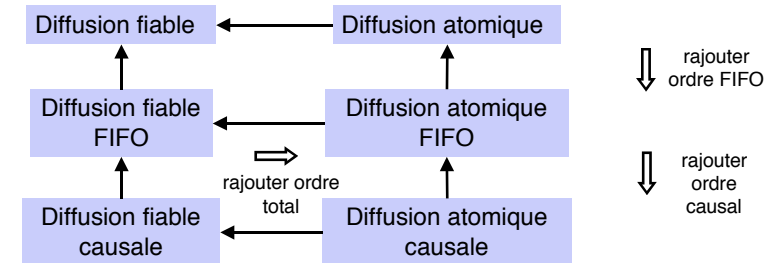 Diffusion fiable
Diffusion atomique
rajouter
ordre FIFO
Diffusion fiable
FIFO
Diffusion atomique
FIFO
rajouter ordre
total
rajouter
ordre
causal
Diffusion fiable
causale
Diffusion atomique
causale